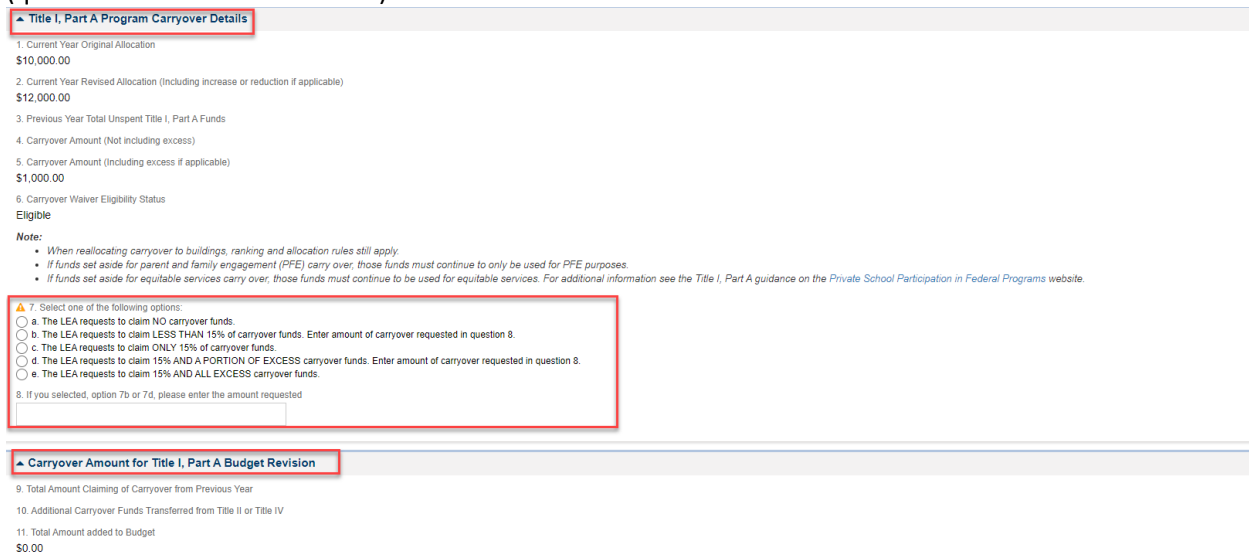 Title I, Part A Program Carryover Details
1. Current Year Original Allocation
$10,000.00
2. Current Year Revised Allocation (Including increase or reduction if applicable)
$12,000.00
3. Previous Year Total Unspent Title I, Part A Funds
4. Carryover Amount (Not including excess)
5. Carryover Amount (Including excess if applicable)
$1,000.00
6. Carryover Waiver Eligibility Status
Eligible
Note:
• When reallocating carryover to buildings, ranking and allocation rules still apply.
• If funds set aside for parent and family engagement (PFE) carry over, those funds must continue to only be used for PFE purposes.
• If funds set aside for equitable services carry over, those funds must continue to be used for equitable services. For additional information see the Title I, Part A guidance on the Private School Participation in Federal Programs website.
7. Select one of the following options:
a. The LEA requests to claim NO carryover funds.
b. The LEA requests to claim LESS THAN 15% of carryover funds. Enter amount of carryover requested in question 8.
c. The LEA requests to claim ONLY 15% of carryover funds.
d. The LEA requests to claim 15% AND A PORTION OF EXCESS carryover funds. Enter amount of carryover requested in question 8.
e. The LEA requests to claim 15% AND ALL EXCESS carryover funds.
8. If you selected, option 7b or 7d, please enter the amount requested
Carryover Amount for Title I, Part A Budget Revision
9. Total Amount Claiming of Carryover from Previous Year
10. Additional Carryover Funds Transferred from Title II or Title IV
11. Total Amount added to Budget
$0.00